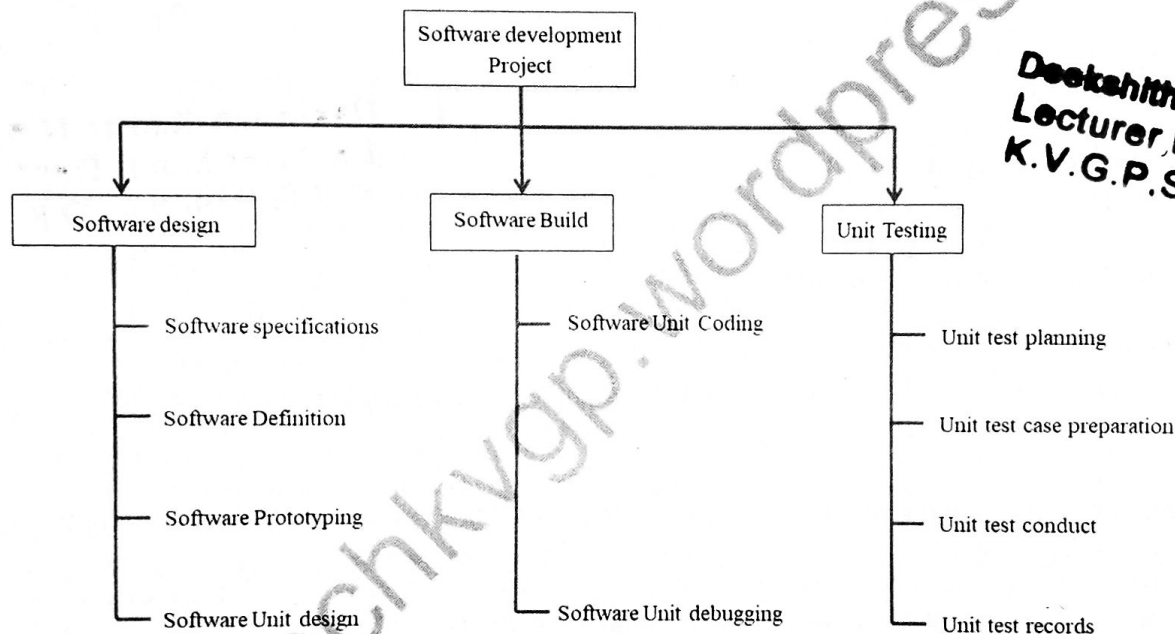 Software development
Project
Lecturer,
K.V.G.P.
Software design
Software Build
Unit Testing
Software specifications
Software Definition
Software Prototyping
Software Unit design
Software Unit Coding
Software Unit debugging
Unit test planning
Unit test case preparation
Unit test conduct
Unit test records
chkvgp.wordpres